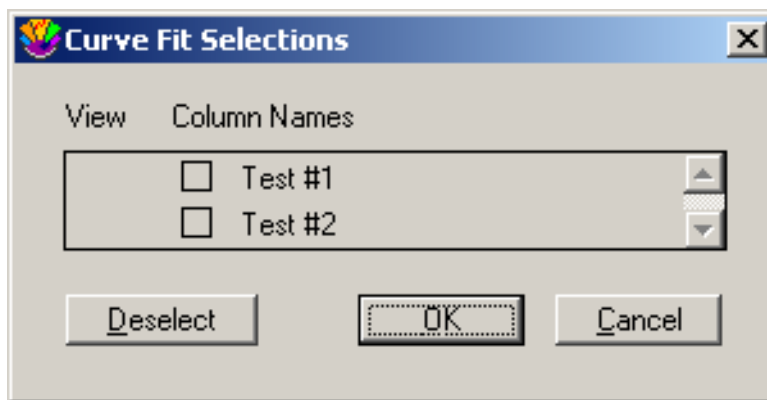 Curve Fit Selections
View Column Names
Test #1
Test #2
Deselect OK Cancel